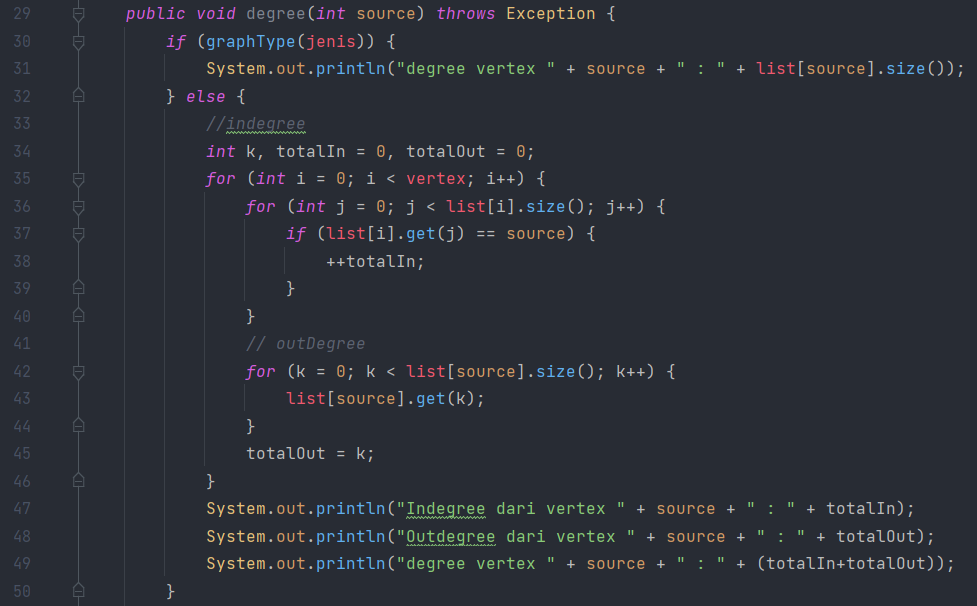 29 public void degree(int source) throws Exception {
30 if (graphType(jenis)) {
31 System.out.println("degree vertex " + source + " : " + list[source].size());
32 } else {
33 //indegree
34 int k, totalIn = 0, totalOut = 0;
35 for (int i = 0; i < vertex; i++) {
36 for (int j = 0; j < list[i].size(); j++) {
37 if (list[i].get(j) == source) {
38 ++totalIn;
39 }
40 }
41 // outDegree
42 for (k = 0; k < list[source].size(); k++) {
43 list[source].get(k);
44 }
45 totalOut = k;
46 }
47 System.out.println("Indegree dari vertex " + source + " : " + totalIn);
48 System.out.println("Outdegree dari vertex " + source + " : " + totalOut);
49 System.out.println("degree vertex " + source + " : " + (totalIn+totalOut));
50 }